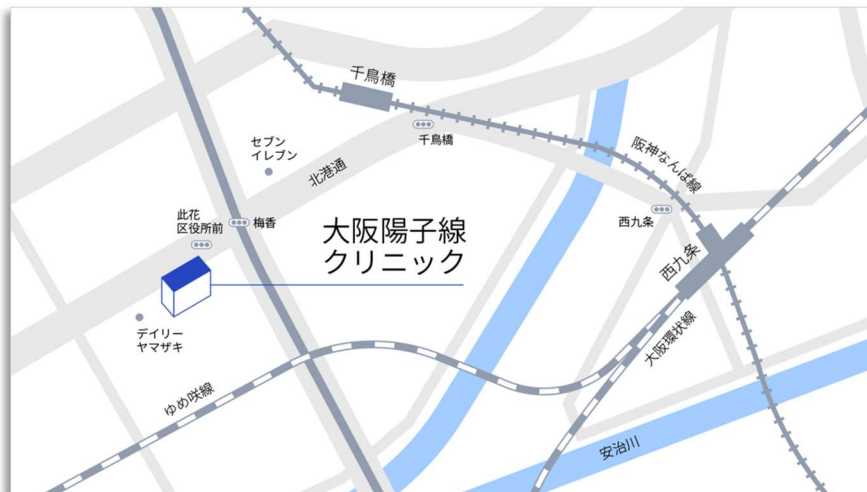 千鳥橋
千鳥橋
セブン
イレブン
北港通
阪神なんば線
此花
区役所前
梅香
西九条
大阪陽子線
クリニック
西九条
デイリー
ヤマザキ
大阪環状線
ゆめ咲線
安治川